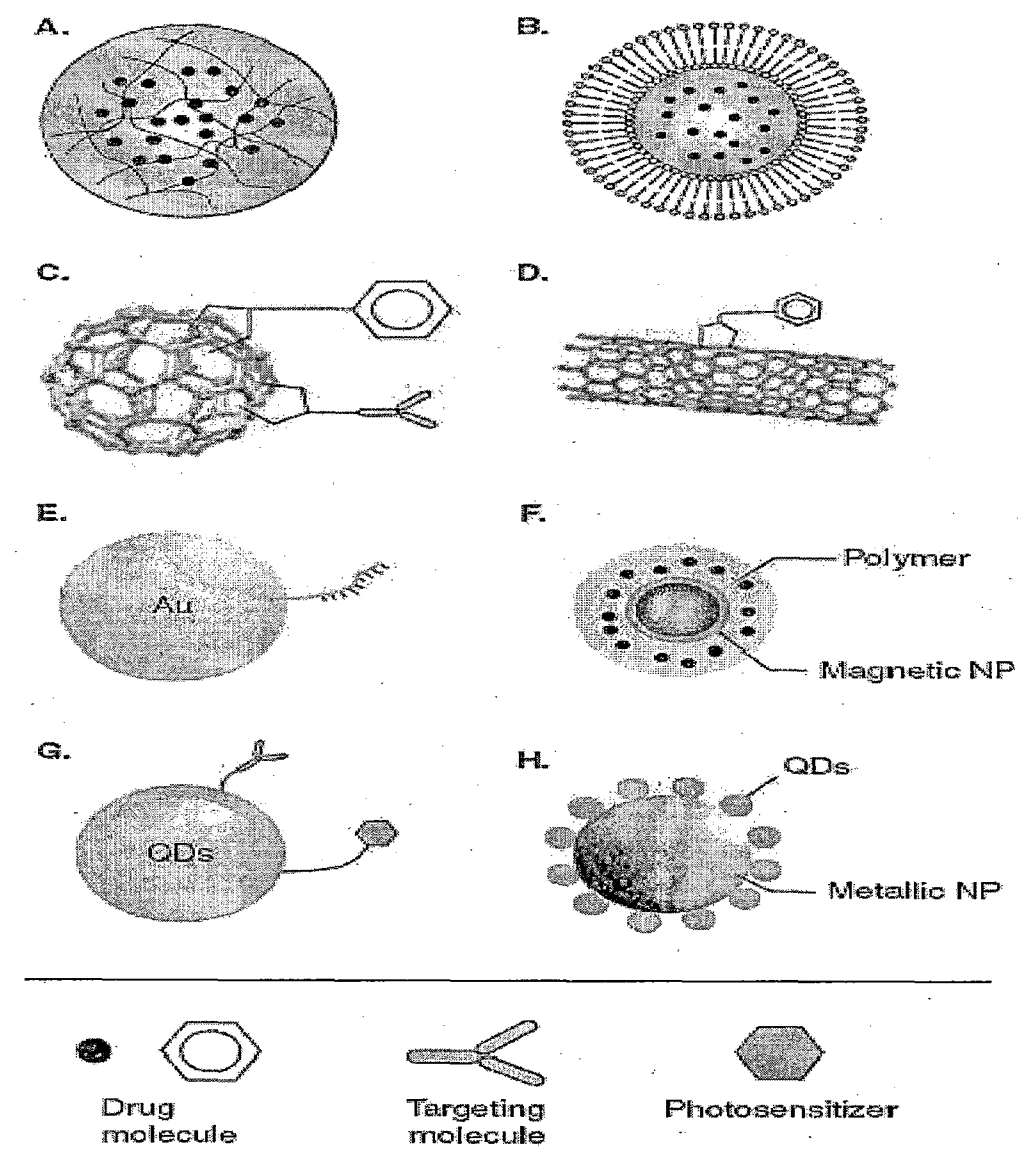 A.
B.
C.
D.
E.
Au
F.
Polymer
Magnetic NP
G.
QDs
H.
QDs
Metallic NP
Drug
molecule
Targeting
molecule
Photosensitizer